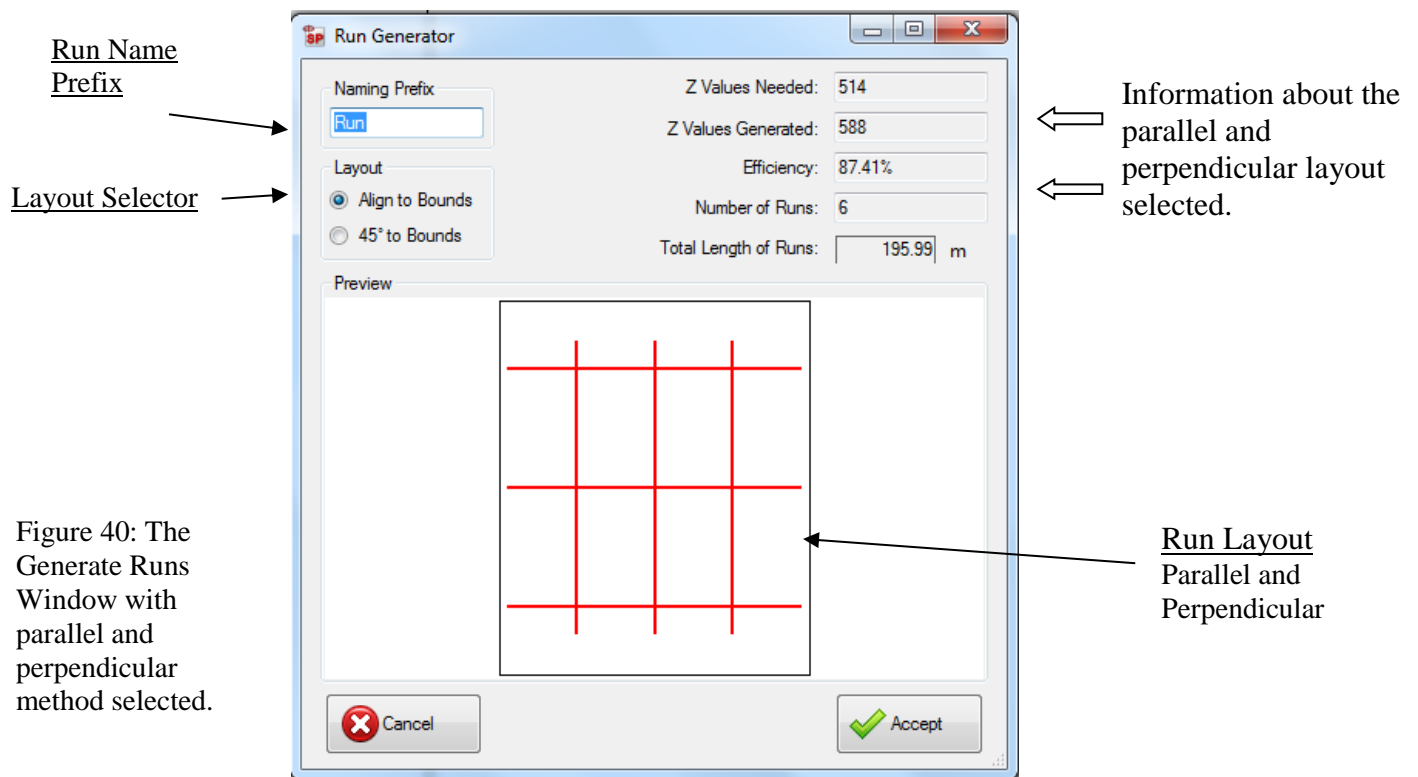 Run Name
Prefix
Layout Selector
Figure 40: The
Generate Runs
Window with
parallel and
perpendicular
method selected.
SP Run Generator
Naming Prefix
Run
Layout
Align to Bounds
45° to Bounds
Z Values Needed: 514
Z Values Generated: 588
Efficiency: 87.41%
Number of Runs: 6
Total Length of Runs: 195.99 m
Preview
Cancel
Accept
Information about the
parallel and
perpendicular layout
selected.
Run Layout
Parallel and
Perpendicular